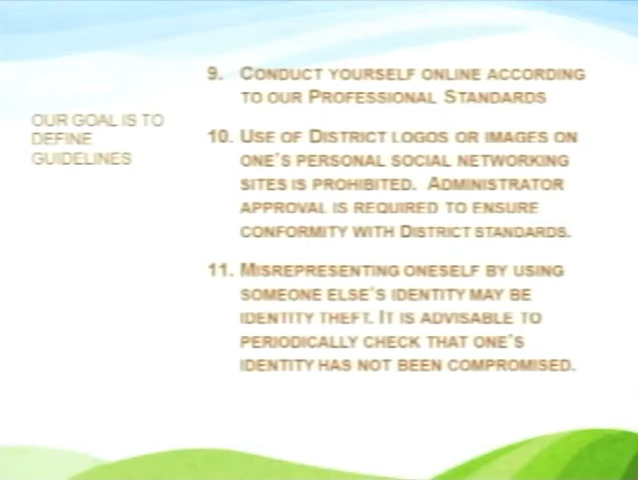 OUR GOAL IS TO
DEFINE
GUIDELINES
9. CONDUCT YOURSELF ONLINE ACCORDING
TO OUR PROFESSIONAL STANDARDS
10. USE OF DISTRICT LOGOS OR IMAGES ON
ONE'S PERSONAL SOCIAL NETWORKING
SITES IS PROHIBITED. ADMINISTRATOR
APPROVAL IS REQUIRED TO ENSURE
CONFORMITY WITH DISTRICT STANDARDS.
11. MISREPRESENTING ONESELF BY USING
SOMEONE ELSE'S IDENTITY MAY BE
IDENTITY THEFT. IT IS ADVISABLE TO
PERIODICALLY CHECK THAT ONE'S
IDENTITY HAS NOT BEEN COMPROMISED.